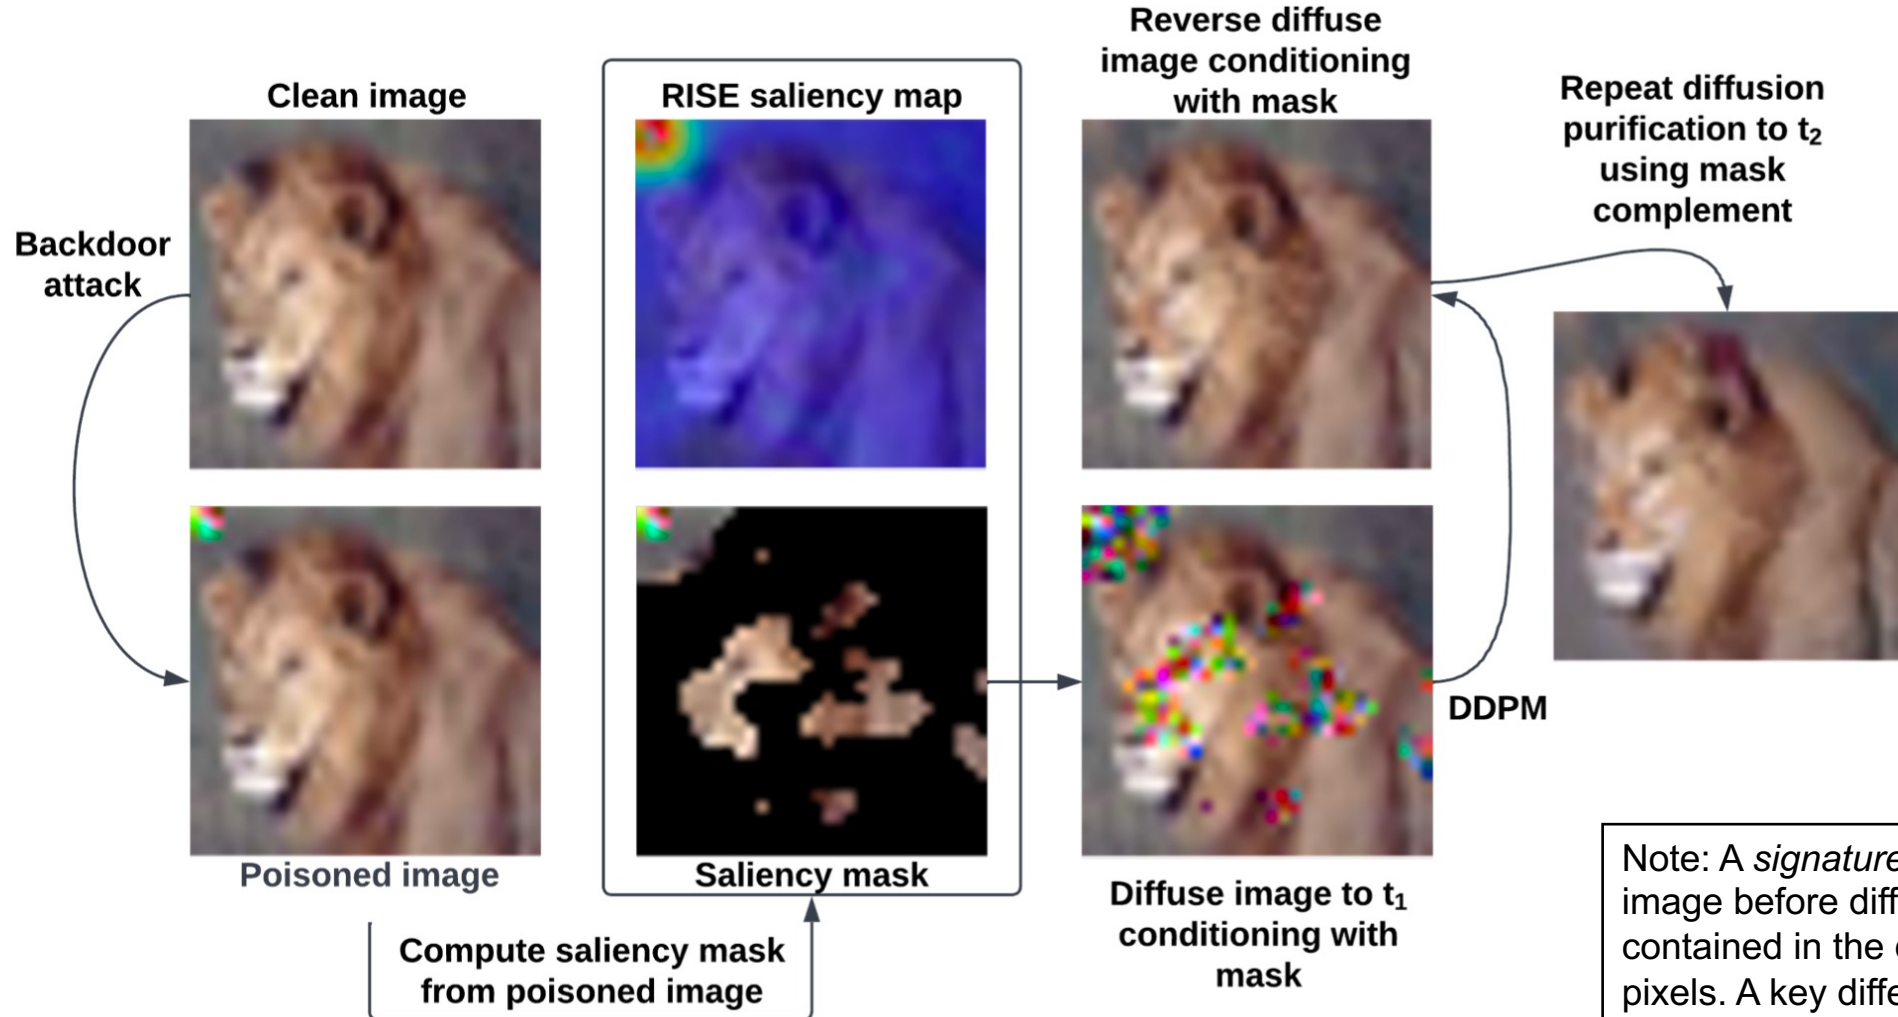 Clean image
Backdoor
attack
Poisoned image
RISE saliency map
Saliency mask
Compute saliency mask
from poisoned image
Reverse diffuse
image conditioning
with mask
Diffuse image to t₁
conditioning with
mask
DDPM
Repeat diffusion
purification to t₂
using mask
complement
Note: A signature
image before
contained in the
pixels. A key